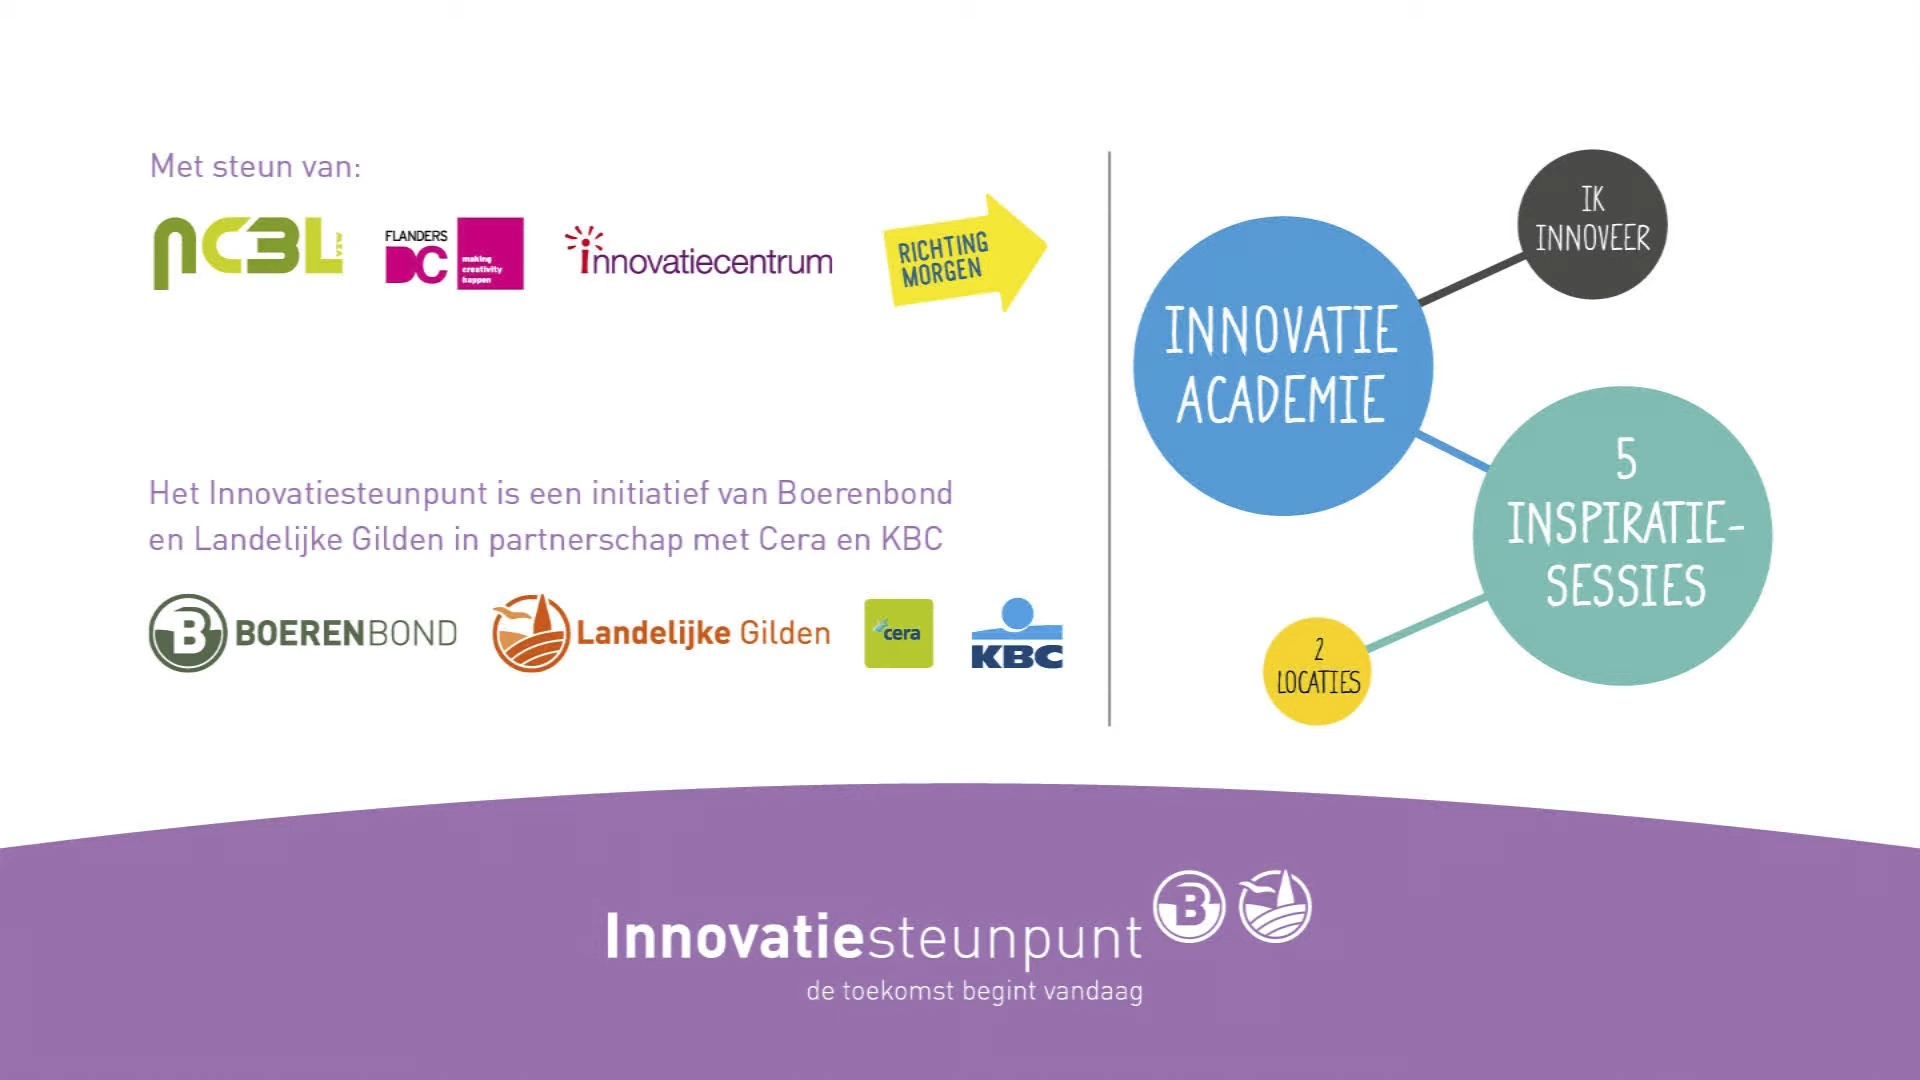 Met steun van:
NCBL vzw
FLANDERS
DC
making
creativity
happen
innovatiecentrum
RICHTING
MORGEN
Het Innovatiesteunpunt is een initiatief van Boerenbond
en Landelijke Gilden in partnerschap met Cera en KBC
B BOERENBOND
Landelijke Gilden
cera
KBC
IK
INNOVEER
INNOVATIE
ACADEMIE
5
INSPIRATIE-
SESSIES
2
LOCATIES
Innovatiesteunpunt
B
de toekomst begint vandaag